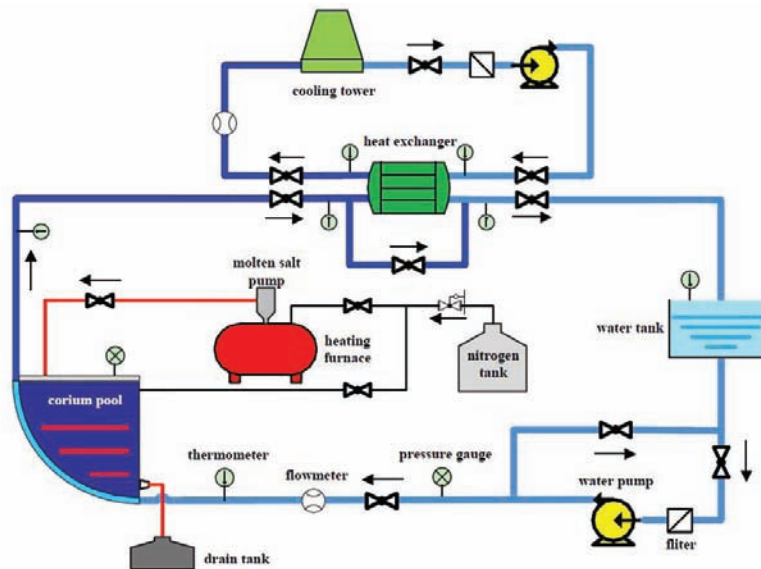 cooling tower
heat exchanger
molten salt
pump
heating
furnace
nitrogen
tank
water tank
corium pool
thermometer
flowmeter
pressure gauge
water pump
fliter
drain tank